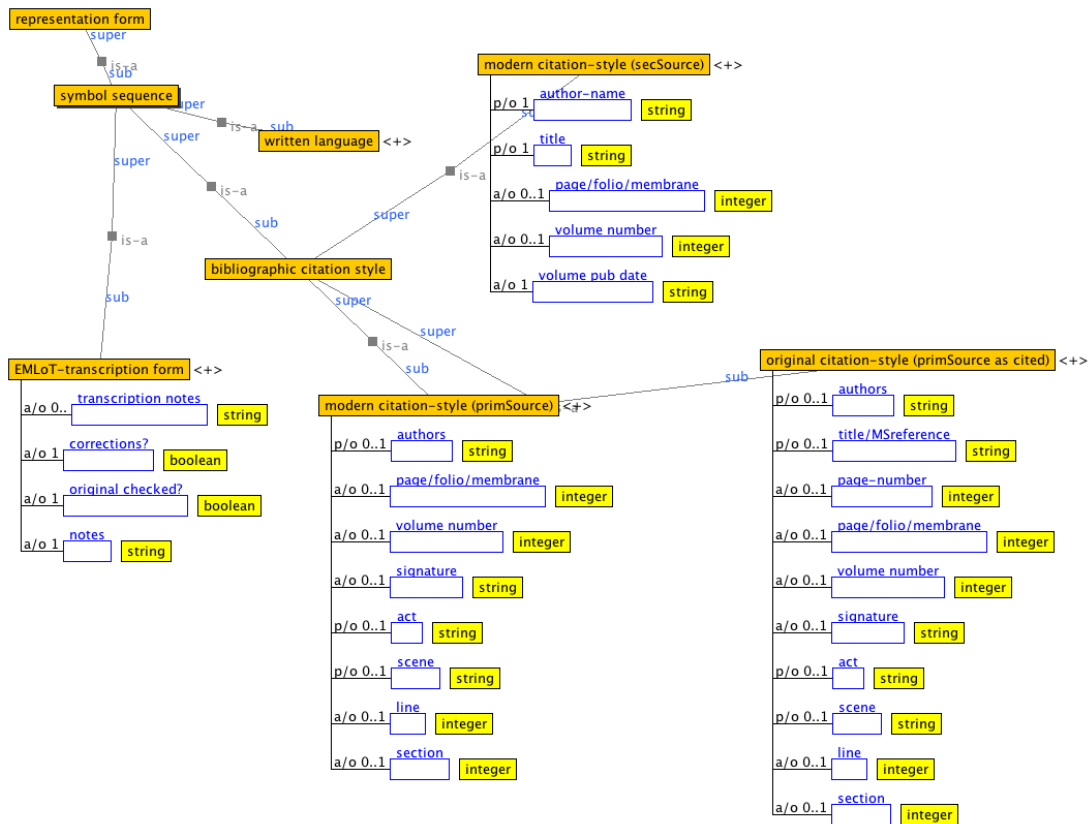 representation form
super
is-a
sub
symbol sequence
super
is-a
sub
written language <+>
super
is-a
sub
super
is-a
sub
bibliographic citation style
super
is-a
su
modern citation-style (secSource) <+>
p/o 1 author-name string
p/o 1 title string
a/o 0..1 page/folio/membrane integer
a/o 0..1 volume number integer
a/o 1 volume pub date string
super
is-a
sub
super
sub
EMLoT-transcription form <+>
a/o 0.. transcription notes string
a/o 1 corrections? boolean
a/o 1 original checked? boolean
a/o 1 notes string
modern citation-style (primSource) <+>
p/o 0..1 authors string
a/o 0..1 page/folio/membrane integer
a/o 0..1 volume number integer
a/o 0..1 signature string
p/o 0..1 act string
p/o 0..1 scene string
a/o 0..1 line integer
a/o 0..1 section integer
original citation-style (primSource as cited) <+>
p/o 0..1 authors string
p/o 0..1 title/MSreference string
a/o 0..1 page-number integer
a/o 0..1 page/folio/membrane integer
a/o 0..1 volume number integer
a/o 0..1 signature string
p/o 0..1 act string
p/o 0..1 scene string
a/o 0..1 line integer
a/o 0..1 section integer